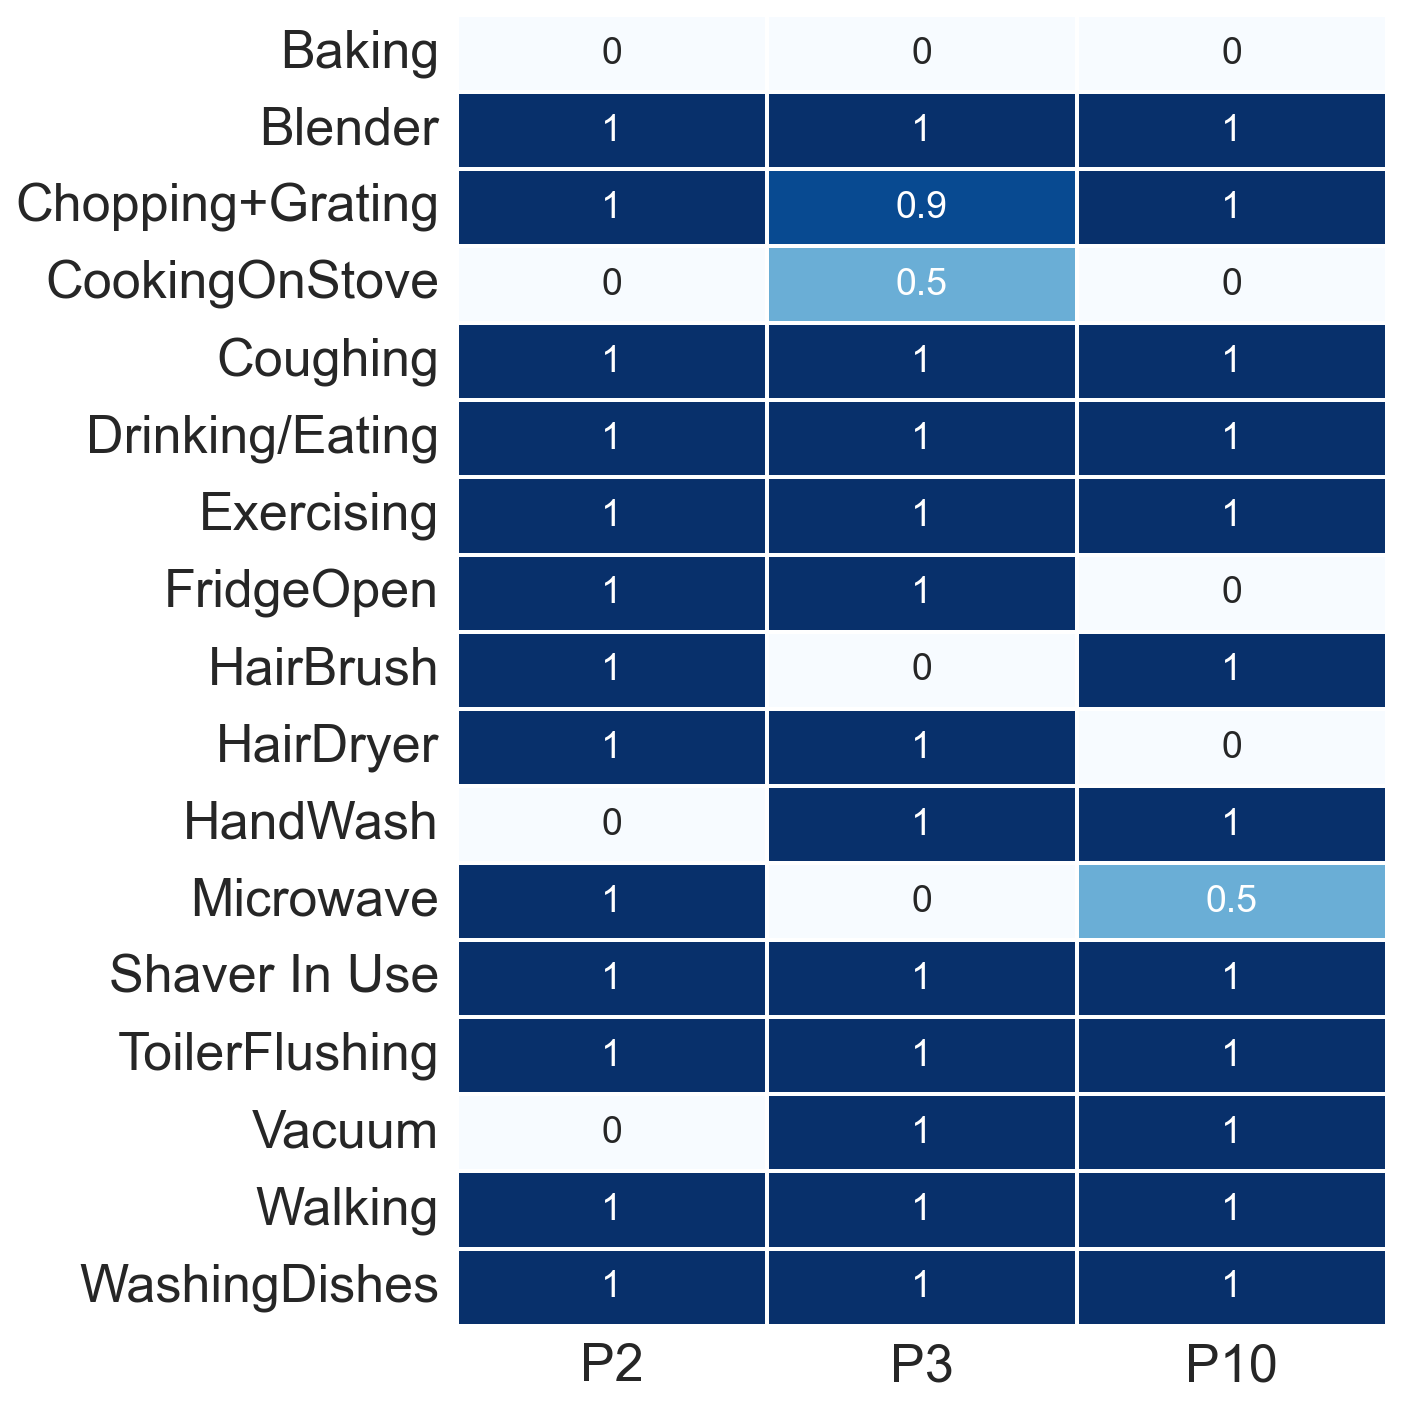 Baking 0 0 0
Blender 1 1 1
Chopping+Grating 1 0.9 1
CookingOnStove 0 0.5 0
Coughing 1 1 1
Drinking/Eating 1 1 1
Exercising 1 1 1
FridgeOpen 1 1 0
HairBrush 1 0 1
HairDryer 1 1 0
HandWash 0 1 1
Microwave 1 0 0.5
Shaver In Use 1 1 1
ToilerFlushing 1 1 1
Vacuum 0 1 1
Walking 1 1 1
WashingDishes 1 1 1
P2 P3 P10